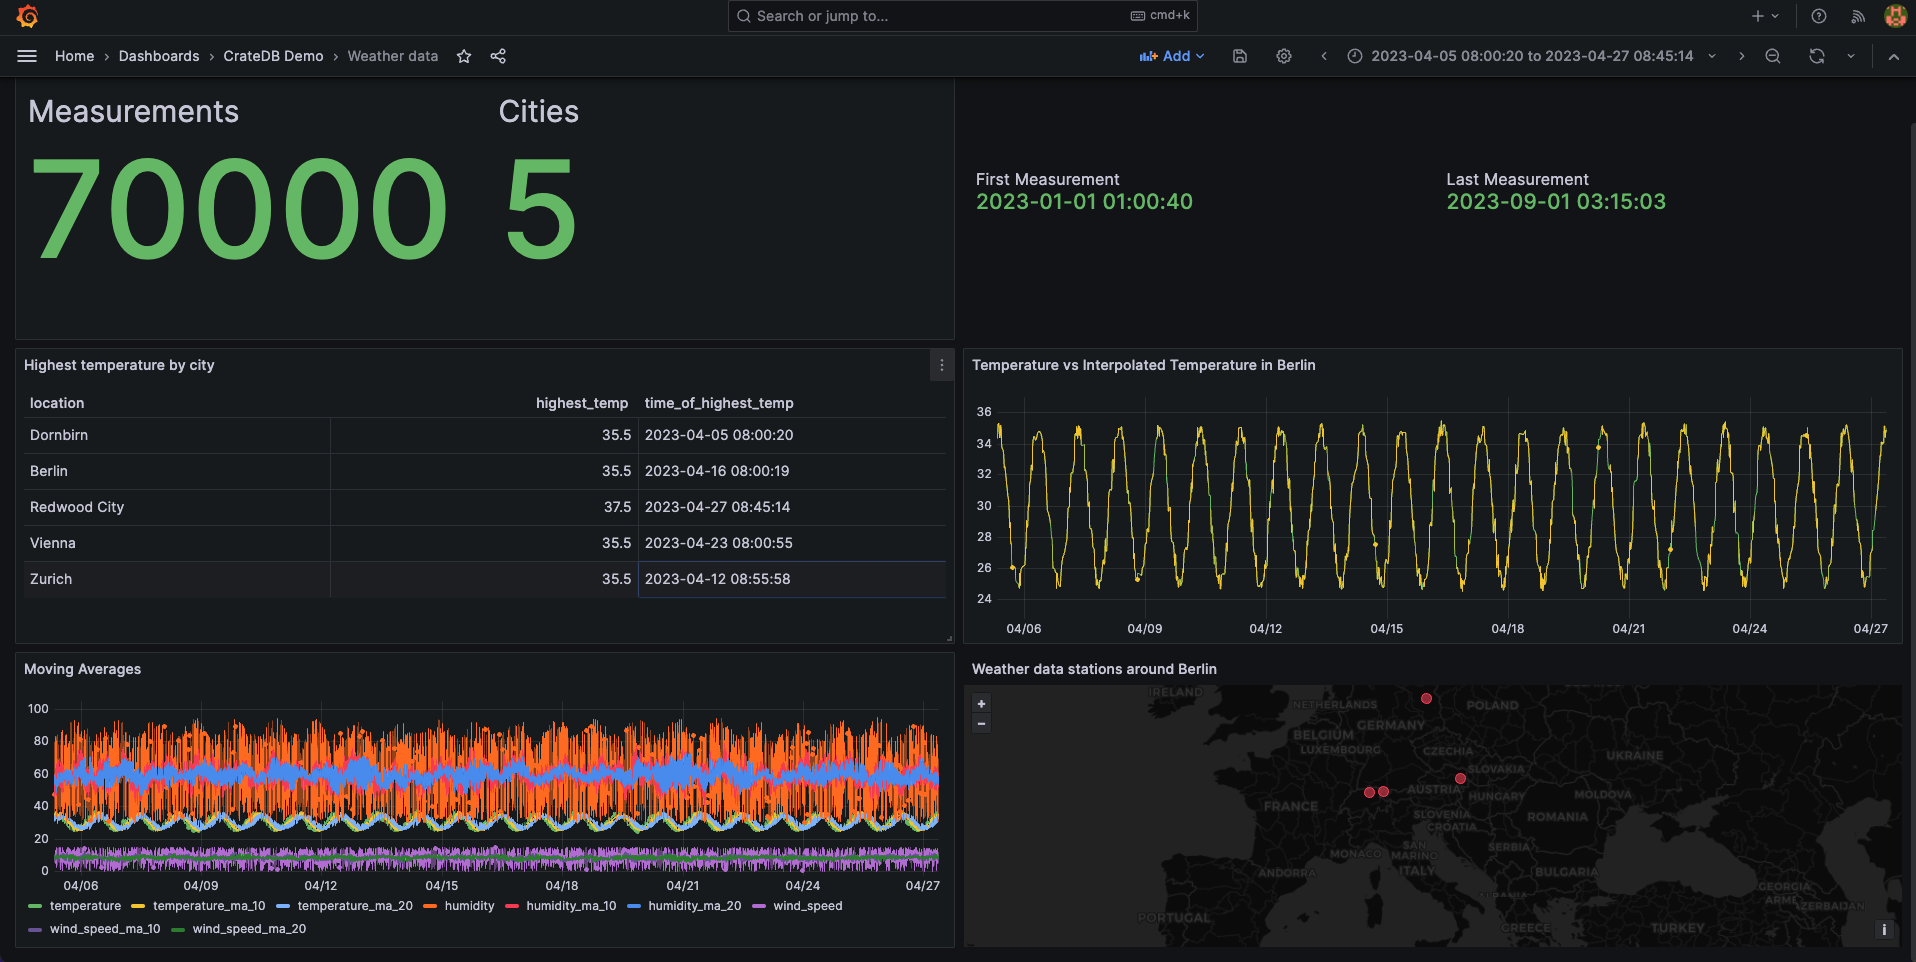 Search or jump to...
cmd+k
Home › Dashboards › CrateDB Demo › Weather data
Add
2023-04-05 08:00:20 to 2023-04-27 08:45:14
Measurements
70000
Cities
5
First Measurement
2023-01-01 01:00:40
Last Measurement
2023-09-01 03:15:03
Highest temperature by city
location highest_temp time_of_highest_temp
Dornbirn 35.5 2023-04-05 08:00:20
Berlin 35.5 2023-04-16 08:00:19
Redwood City 37.5 2023-04-27 08:45:14
Vienna 35.5 2023-04-23 08:00:55
Zurich 35.5 2023-04-12 08:55:58
Temperature vs Interpolated Temperature in Berlin
36
34
32
30
28
26
24
04/06 04/09 04/12 04/15 04/18 04/21 04/24 04/27
Moving Averages
100
80
60
40
20
0
04/06 04/09 04/12 04/15 04/18 04/21 04/24 04/27
temperature temperature_ma_10 temperature_ma_20 humidity humidity_ma_10 humidity_ma_20 wind_speed
wind_speed_ma_10 wind_speed_ma_20
Weather data stations around Berlin
+
−
IRELAND
NETHERLANDS
POLAND
GERMANY
BELGIUM
LUXEMBOURG
CZECHIA
UKRAINE
SLOVAKIA
AUSTRIA
HUNGARY
MOLDOVA
FRANCE
SLOVENIA
ROMANIA
CROATIA
SAN
MARINO
MONACO
SERBIA
ITALY
ANDORRA
BULGARIA
GEORGIA
PORTUGAL
GREECE
TURKEY
i